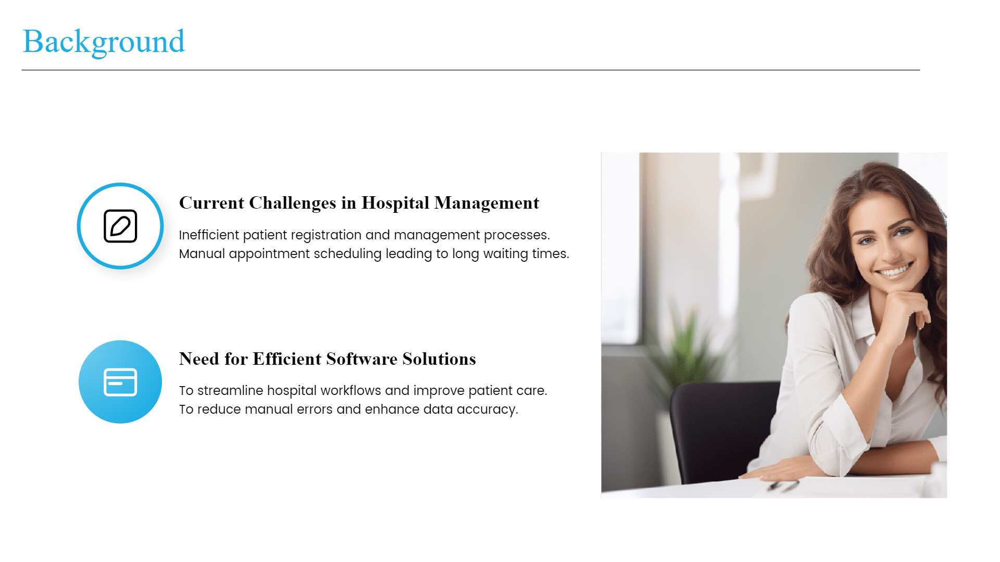 Background
Current Challenges in Hospital Management
Inefficient patient registration and management processes.
Manual appointment scheduling leading to long waiting times.
Need for Efficient Software Solutions
To streamline hospital workflows and improve patient care.
To reduce manual errors and enhance data accuracy.